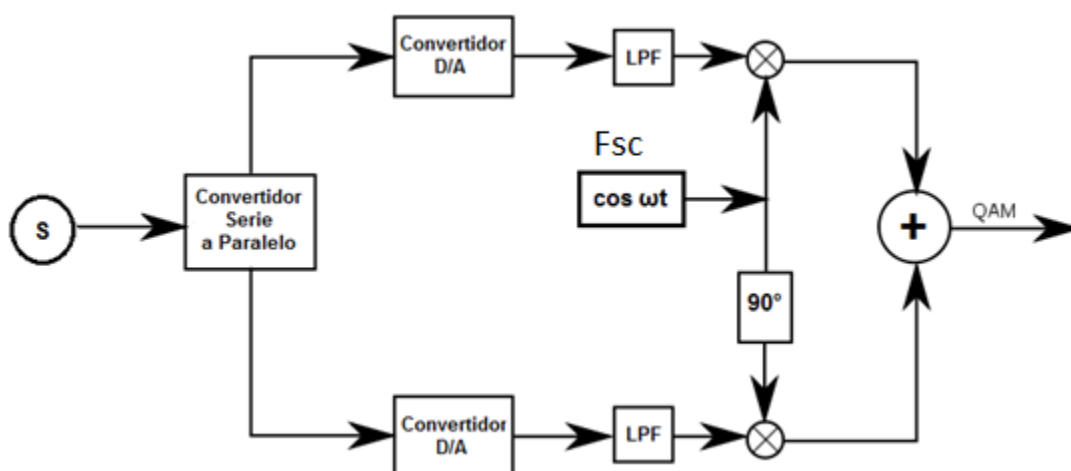 Convertidor
D/A
LPF
Fsc
cos ωt
S
Convertidor
Serie
a Paralelo
+
QAM
90°
Convertidor
D/A
LPF